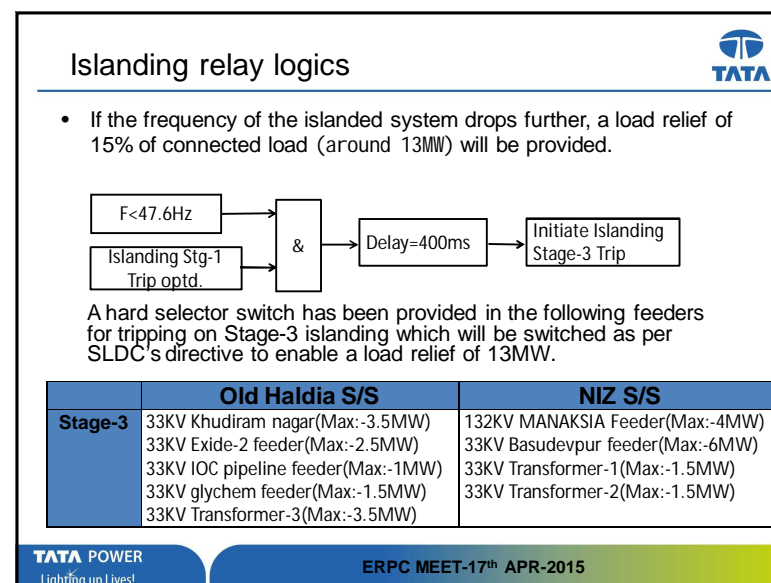 Islanding relay logics
TATA
• If the frequency of the islanded system drops further, a load relief of
15% of connected load (around 13MW) will be provided.
F<47.6Hz
Islanding Stg-1
Trip optd.
&
Delay=400ms
Initiate Islanding
Stage-3 Trip
A hard selector switch has been provided in the following feeders
for tripping on Stage-3 islanding which will be switched as per
SLDC's directive to enable a load relief of 13MW.
Old Haldia S/S
NIZ S/S
Stage-3
33KV Khudiram nagar(Max:-3.5MW)
33KV Exide-2 feeder(Max:-2.5MW)
33KV IOC pipeline feeder(Max:-1MW)
33KV glychem feeder(Max:-1.5MW)
33KV Transformer-3(Max:-3.5MW)
132KV MANAKSIA Feeder(Max:-4MW)
33KV Basudevpur feeder(Max:-6MW)
33KV Transformer-1(Max:-1.5MW)
33KV Transformer-2(Max:-1.5MW)
TATA POWER
Lighting up Lives!
ERPC MEET-17th APR-2015